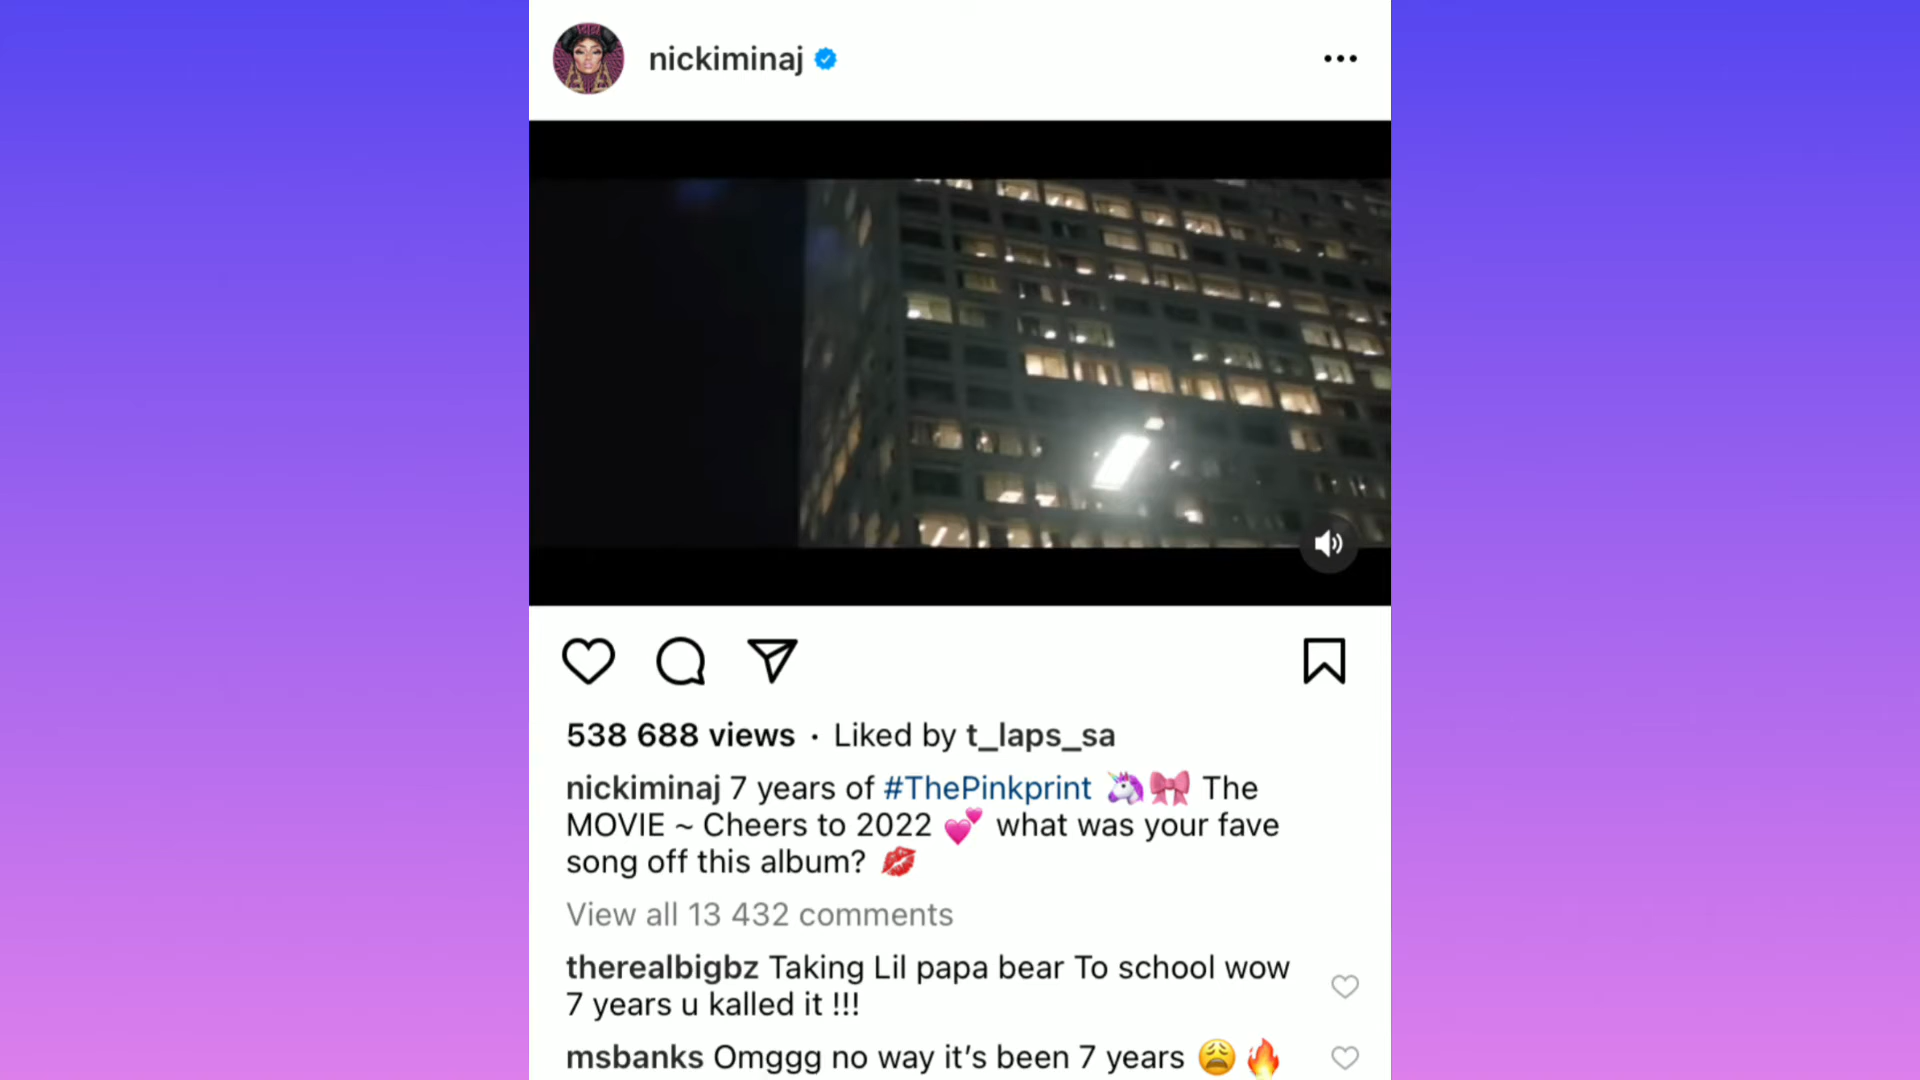 nickiminaj
538 688 views · Liked by t_laps_sa
nickiminaj 7 years of #ThePinkprint 🦄🎀 The
MOVIE ~ Cheers to 2022 💕 what was your fave
song off this album? 💋
View all 13 432 comments
therealbigbz Taking Lil papa bear To school wow
7 years u kalled it !!!
msbanks Omggg no way it's been 7 years 😩🔥